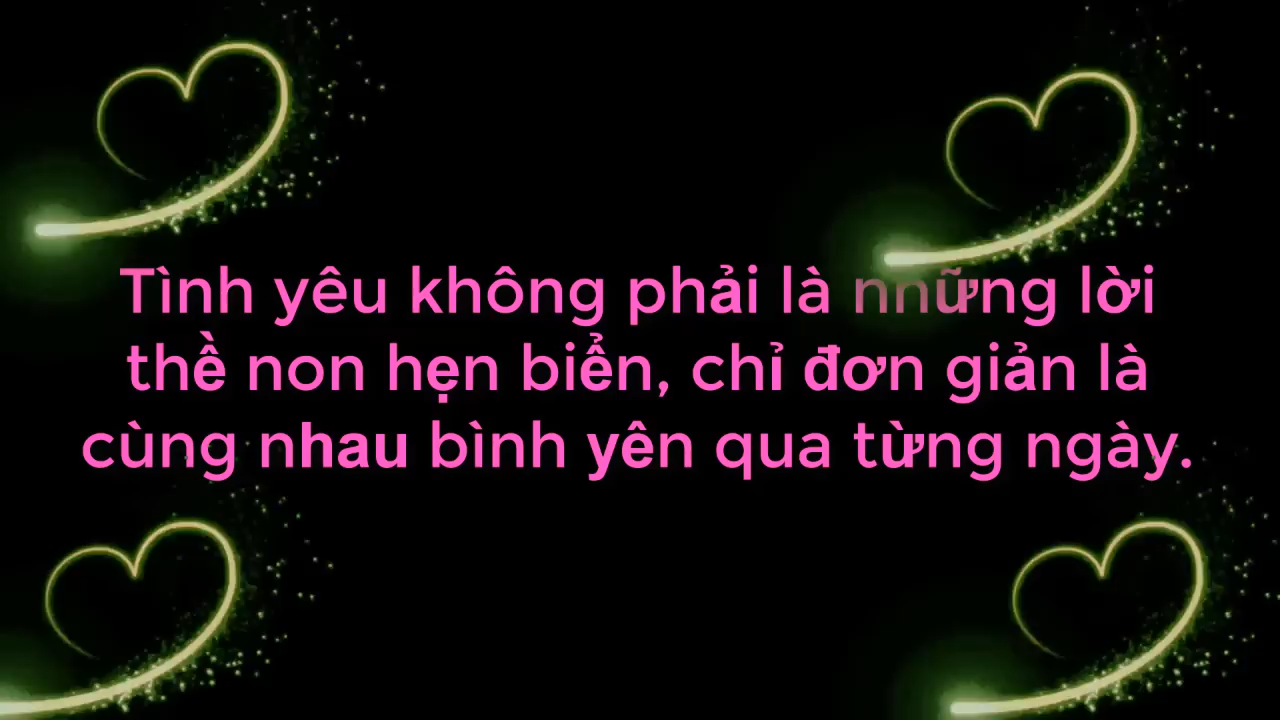 Tình yêu không phải là những lời
thề non hẹn biển, chỉ đơn giản là
cùng nhau bình yên qua từng ngày.